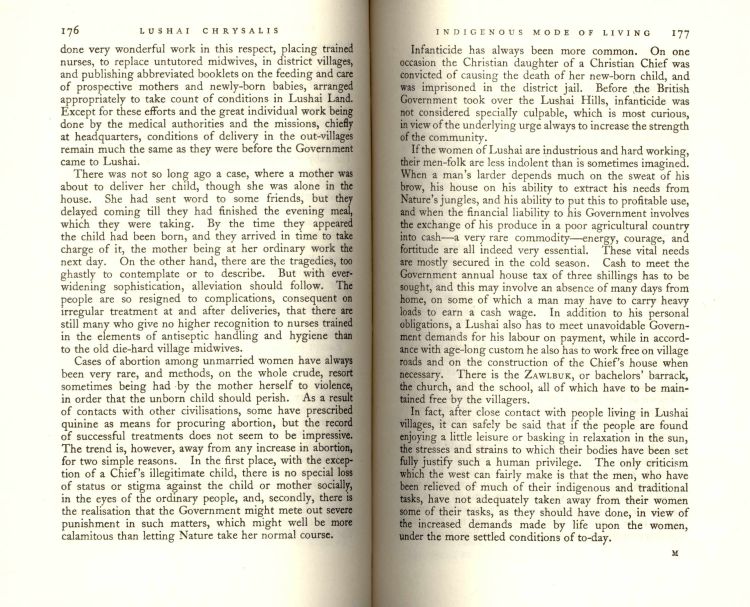 176 LUSHAI CHRYSALIS
done very wonderful work in this respect, placing trained
nurses, to replace untutored midwives, in district villages,
and publishing abbreviated booklets on the feeding and care
of prospective mothers and newly-born babies, arranged
appropriately to take count of conditions in Lushai Land.
Except for these efforts and the great individual work being
done by the medical authorities and the missions, chiefly
at headquarters, conditions of delivery in the out-villages
remain much the same as they were before the Government
came to Lushai.
There was not so long ago a case, where a mother was
about to deliver her child, though she was alone in the
house. She had sent word to some friends, but they
delayed coming till they had finished the evening meal,
which they were taking. By the time they appeared
the child had been born, and they arrived in time to take
charge of it, the mother being at her ordinary work the
next day. On the other hand, there are the tragedies, too
ghastly to contemplate or to describe. But with ever-
widening sophistication, alleviation should follow. The
people are so resigned to complications, consequent on
irregular treatment at and after deliveries, that there are
still many who give no higher recognition to nurses trained
in the elements of antiseptic handling and hygiene than
to the old die-hard village midwives.
Cases of abortion among unmarried women have always
been very rare, and methods, on the whole crude, resort
sometimes being had by the mother herself to violence,
in order that the unborn child should perish. As a result
of contacts with other civilisations, some have prescribed
quinine as means for procuring abortion, but the record
of successful treatments does not seem to be impressive.
The trend is, however, away from any increase in abortion,
for two simple reasons. In the first place, with the excep-
tion of a Chief's illegitimate child, there is no special loss
of status or stigma against the child or mother socially,
in the eyes of the ordinary people, and, secondly, there is
the realisation that the Government might mete out severe
punishment in such matters, which might well be more
calamitous than letting Nature take her normal course.
INDIGENOUS MODE OF LIVING 177
Infanticide has always been more common. On one
occasion the Christian daughter of a Christian Chief was
convicted of causing the death of her new-born child, and
was imprisoned in the district jail. Before the British
Government took over the Lushai Hills, infanticide was
not considered specially culpable, which is most curious,
in view of the underlying urge always to increase the strength
of the community.
If the women of Lushai are industrious and hard working,
their men-folk are less indolent than is sometimes imagined.
When a man's larder depends much on the sweat of his
brow, his house on his ability to extract his needs from
Nature's jungles, and his ability to put this to profitable use,
and when the financial liability to his Government involves
the exchange of his produce in a poor agricultural country
into cash—a very rare commodity—energy, courage, and
fortitude are all indeed very essential. These vital needs
are mostly secured in the cold season. Cash to meet the
Government annual house tax of three shillings has to be
sought, and this may involve an absence of many days from
home, on some of which a man may have to carry heavy
loads to earn a cash wage. In addition to his personal
obligations, a Lushai also has to meet unavoidable Govern-
ment demands for his labour on payment, while in accord-
ance with age-long custom he also has to work free on village
roads and on the construction of the Chief's house when
necessary. There is the ZAWLBUK, or bachelors' barrack,
the church, and the school, all of which have to be main-
tained free by the villagers.
In fact, after close contact with people living in Lushai
villages, it can safely be said that if the people are found
enjoying a little leisure or basking in relaxation in the sun,
the stresses and strains to which their bodies have been set
fully justify such a human privilege. The only criticism
which the west can fairly make is that the men, who have
been relieved of much of their indigenous and traditional
tasks, have not adequately taken away from their women
some of their tasks, as they should have done, in view of
the increased demands made by life upon the women,
under the more settled conditions of to-day.
M